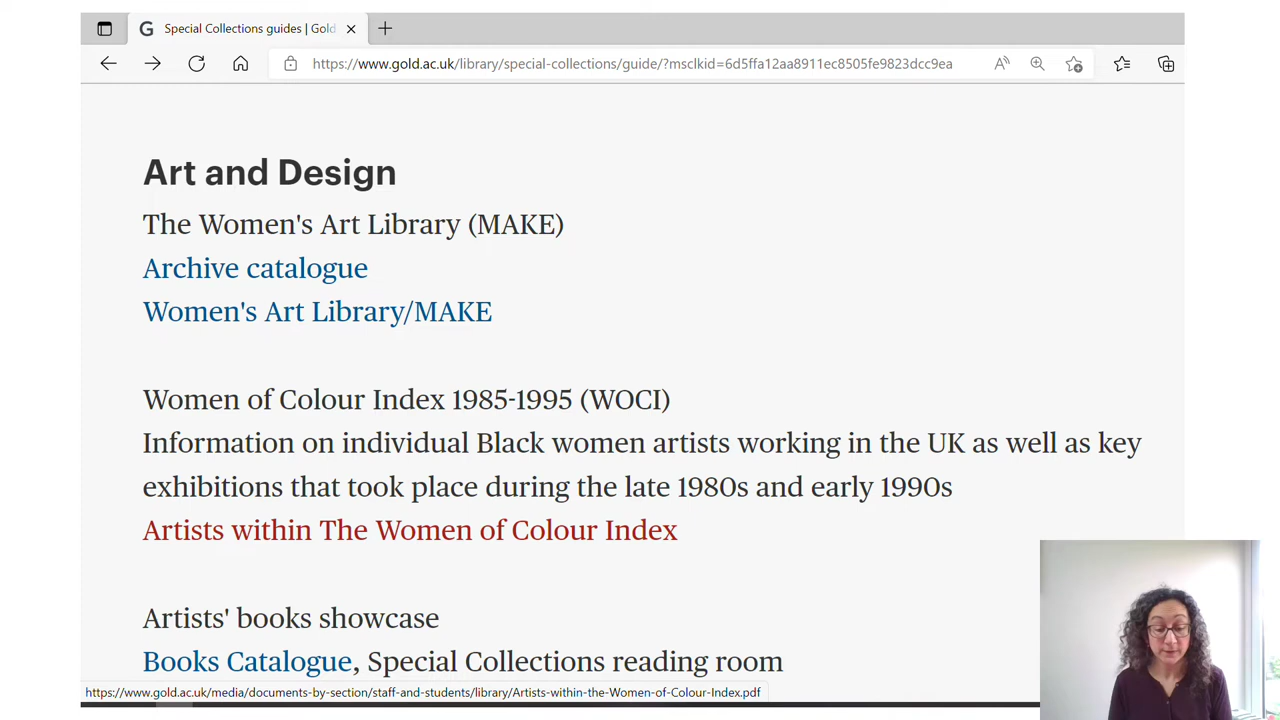 Special Collections guides | Gold
https://www.gold.ac.uk/library/special-collections/guide/?msclkid=6d5ffa12aa8911ec8505fe9823dcc9ea
Art and Design
The Women's Art Library (MAKE)
Archive catalogue
Women's Art Library/MAKE
Women of Colour Index 1985-1995 (WOCI)
Information on individual Black women artists working in the UK as well as key
exhibitions that took place during the late 1980s and early 1990s
Artists within The Women of Colour Index
Artists' books showcase
Books Catalogue, Special Collections reading room
https://www.gold.ac.uk/media/documents-by-section/staff-and-students/library/Artists-within-the-Women-of-Colour-Index.pdf